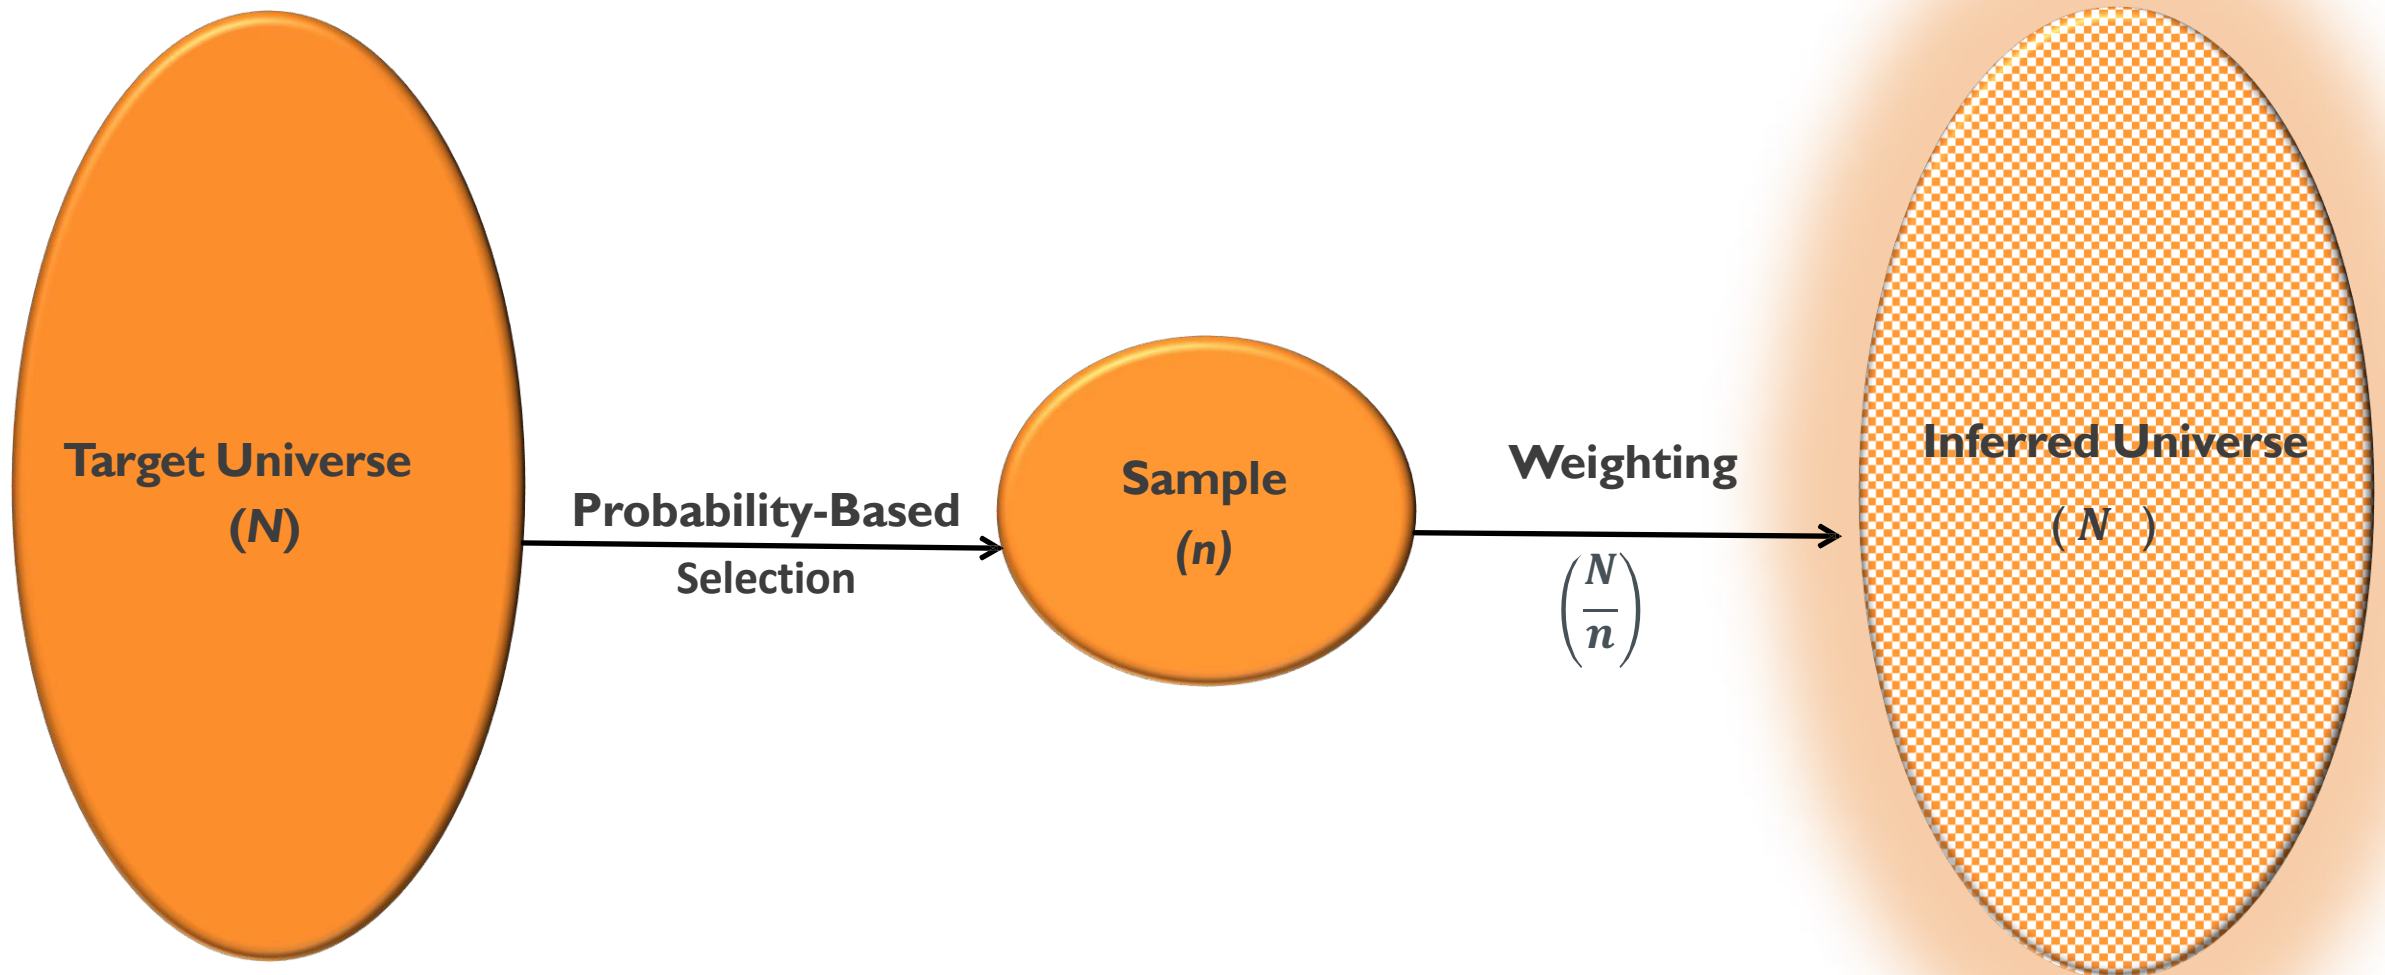 Target Universe
(N)
Probability-Based
Selection
Sample
(n)
Weighting
(N/n)
Inferred Universe
( N )